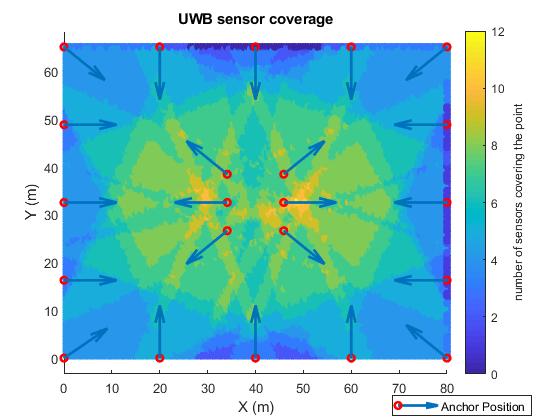 UWB sensor coverage
60
50
40
30
20
10
0
Y (m)
0 10 20 30 40 50 60 70 80
X (m)
12
10
8
6
4
2
0
number of sensors covering the point
Anchor Position